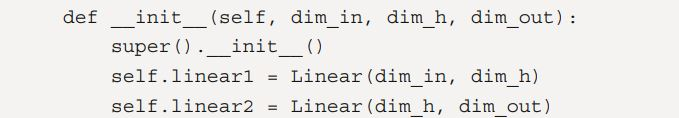 def __init__(self, dim_in, dim_h, dim_out):
super().__init__()
self.linear1 = Linear(dim_in, dim_h)
self.linear2 = Linear(dim_h, dim_out)